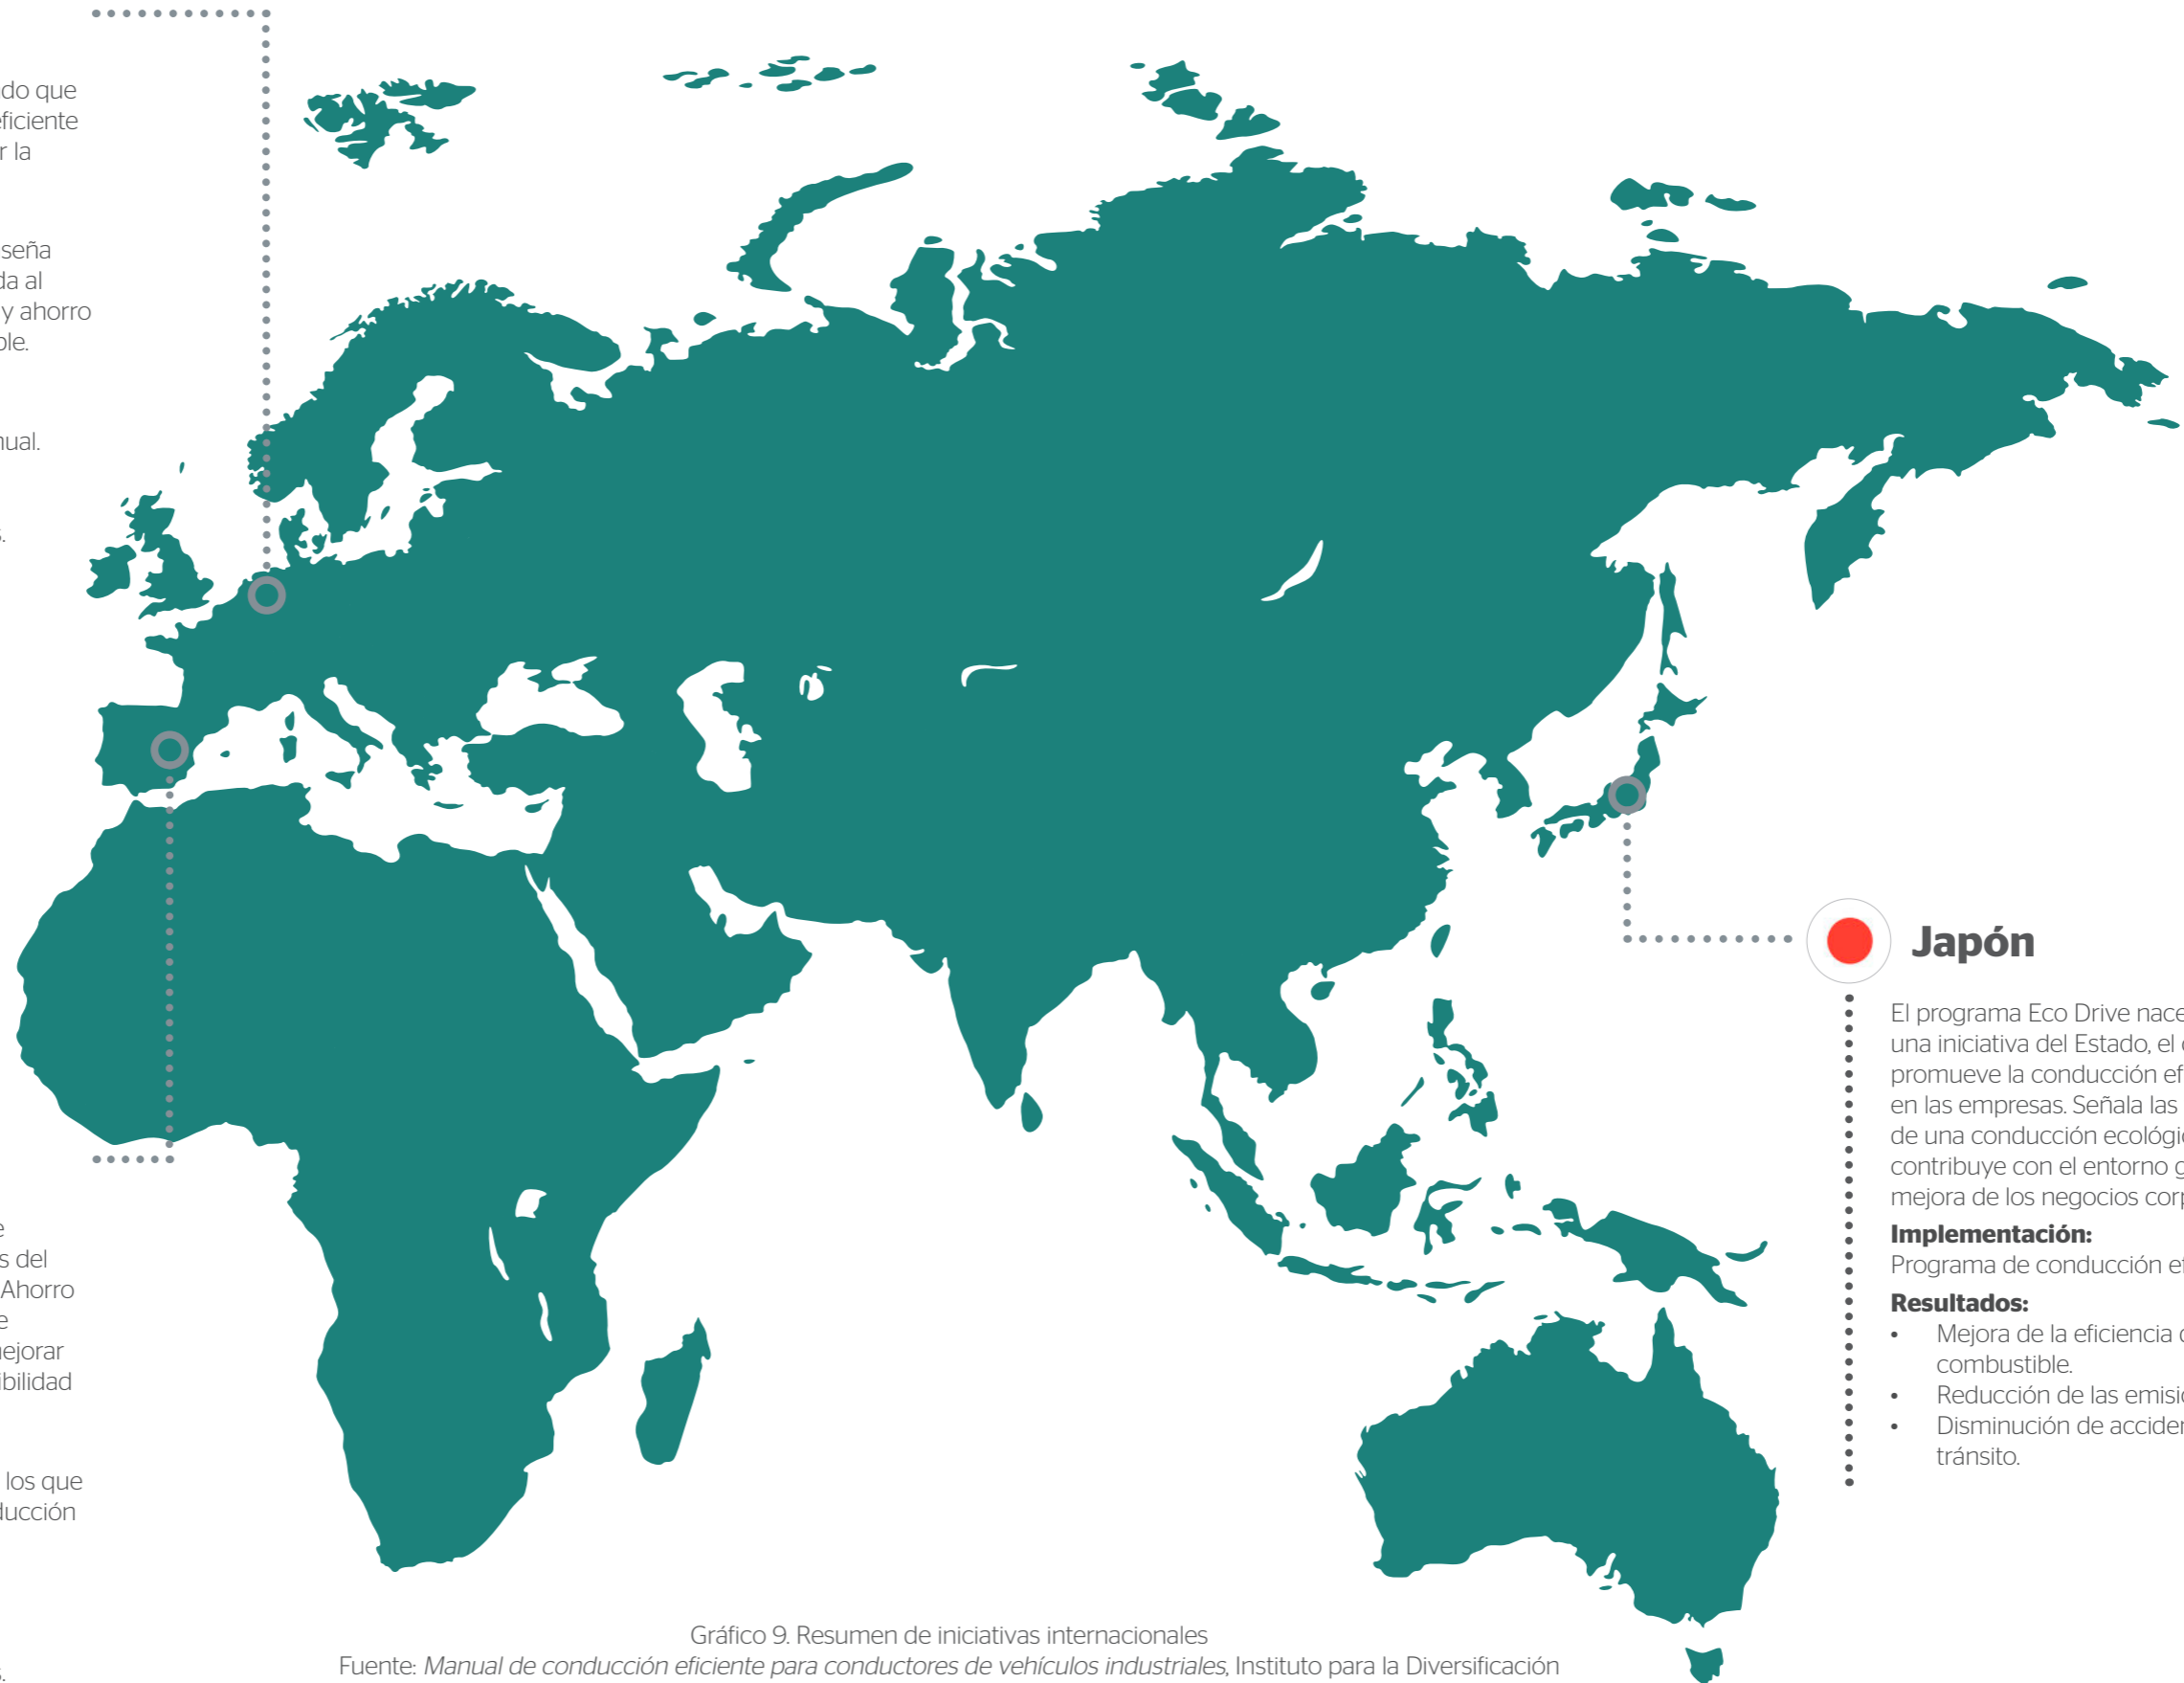 do que
eficiente
r la
seña
da al
y ahorro
ble.
nual.
s.
e
s del
Ahorro
e
nejorar
ibilidad
los que
ducción
s.
Japón
El programa Eco Drive nace
una iniciativa del Estado, el
promueve la conducción ef
en las empresas. Señala las
de una conducción ecológi
contribuye con el entorno g
mejora de los negocios corp
Implementación:
Programa de conducción ef
Resultados:
• Mejora de la eficiencia
combustible.
• Reducción de las emisi
• Disminución de acciden
tránsito.
Gráfico 9. Resumen de iniciativas internacionales
Fuente: Manual de conducción eficiente para conductores de vehículos industriales, Instituto para la Diversificación